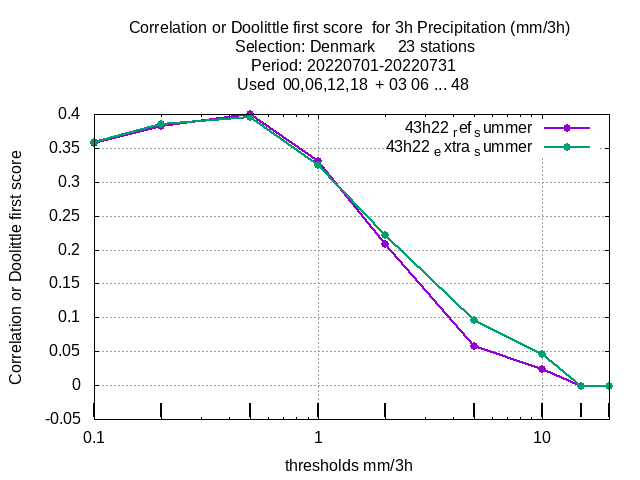 Correlation or Doolittle first score  for 3h Precipitation (mm/3h)
Selection: Denmark     23 stations
Period: 20220701-20220731
Used  00,06,12,18  + 03 06 ... 48
43h22 ref summer
43h22 extra summer
0.4
0.35
0.3
0.25
0.2
0.15
0.1
0.05
0
-0.05
Correlation or Doolittle first score
0.1 1 10
thresholds mm/3h